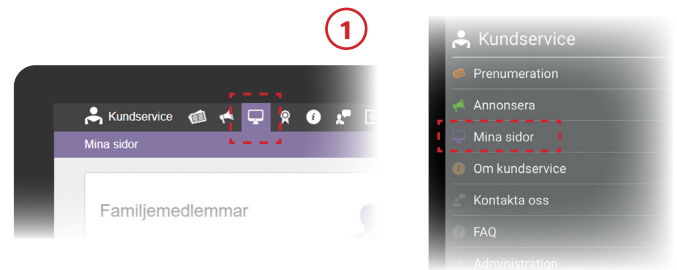 1
Kundservice
Mina sidor
Familjemedlemmar
Kundservice
Prenumeration
Annonsera
Mina sidor
Om kundservice
Kontakta oss
FAQ
Administration